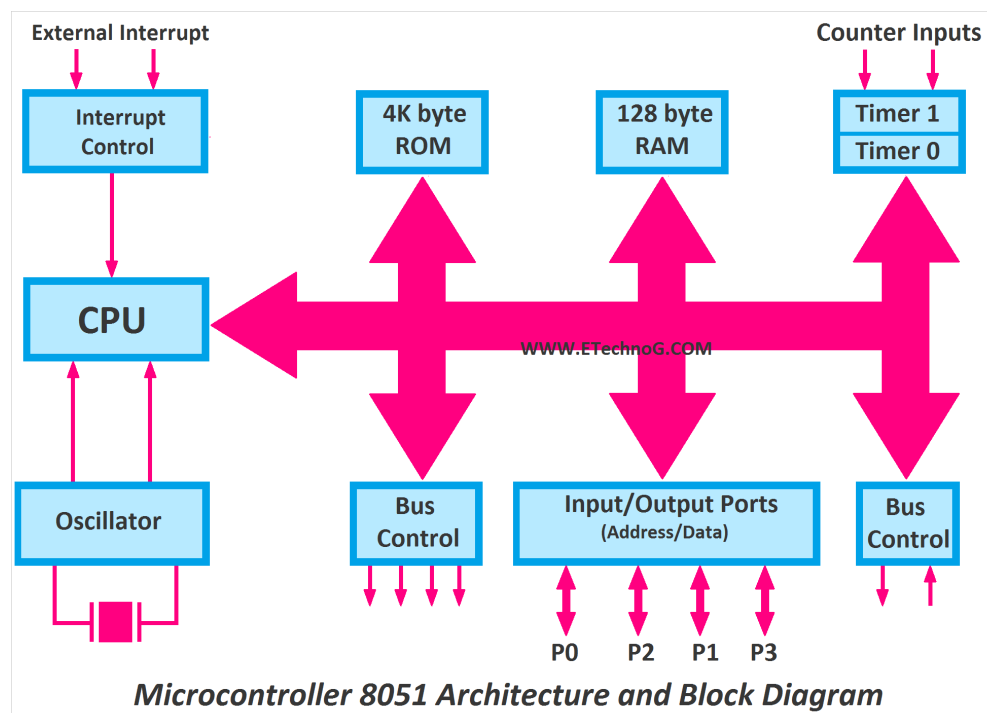 External Interrupt
Counter Inputs
Interrupt
Control
4K byte
ROM
128 byte
RAM
Timer 1
Timer 0
CPU
WWW.ETechnoG.COM
Oscillator
Bus
Control
Input/Output Ports
(Address/Data)
Bus
Control
P0 P2 P1 P3
Microcontroller 8051 Architecture and Block Diagram